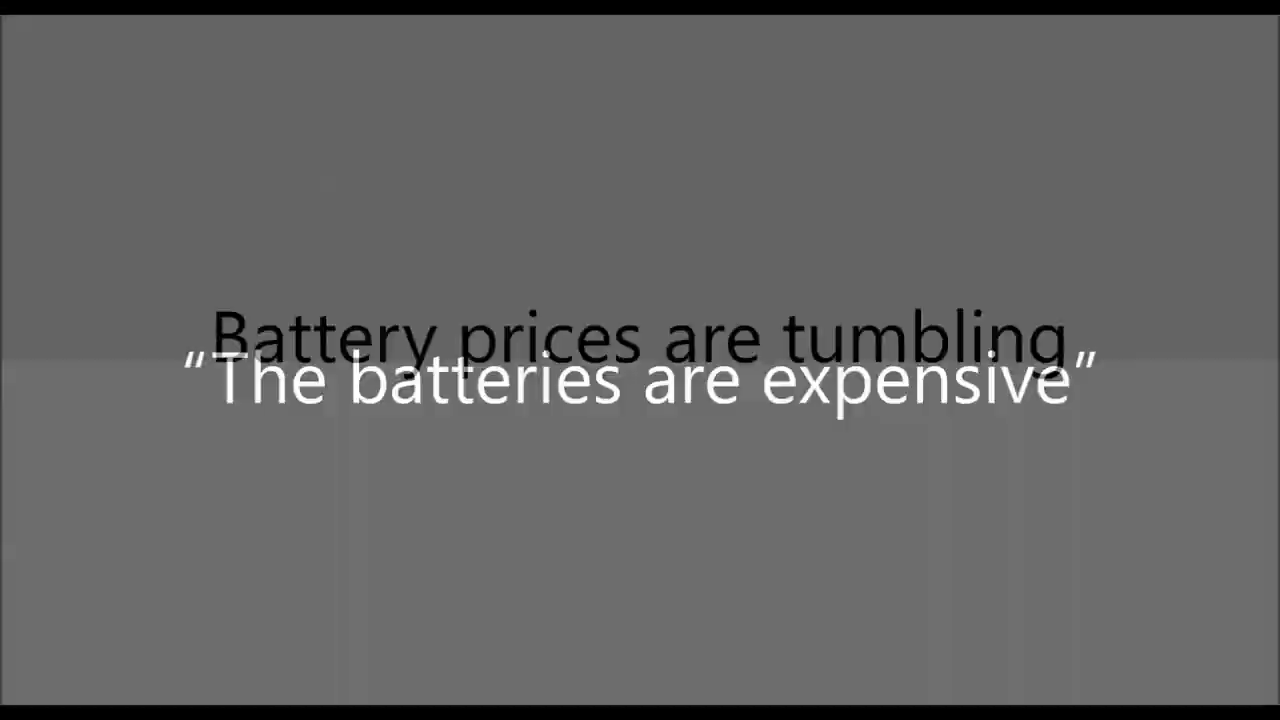 Battery prices are tumbling
“The batteries are expensive”